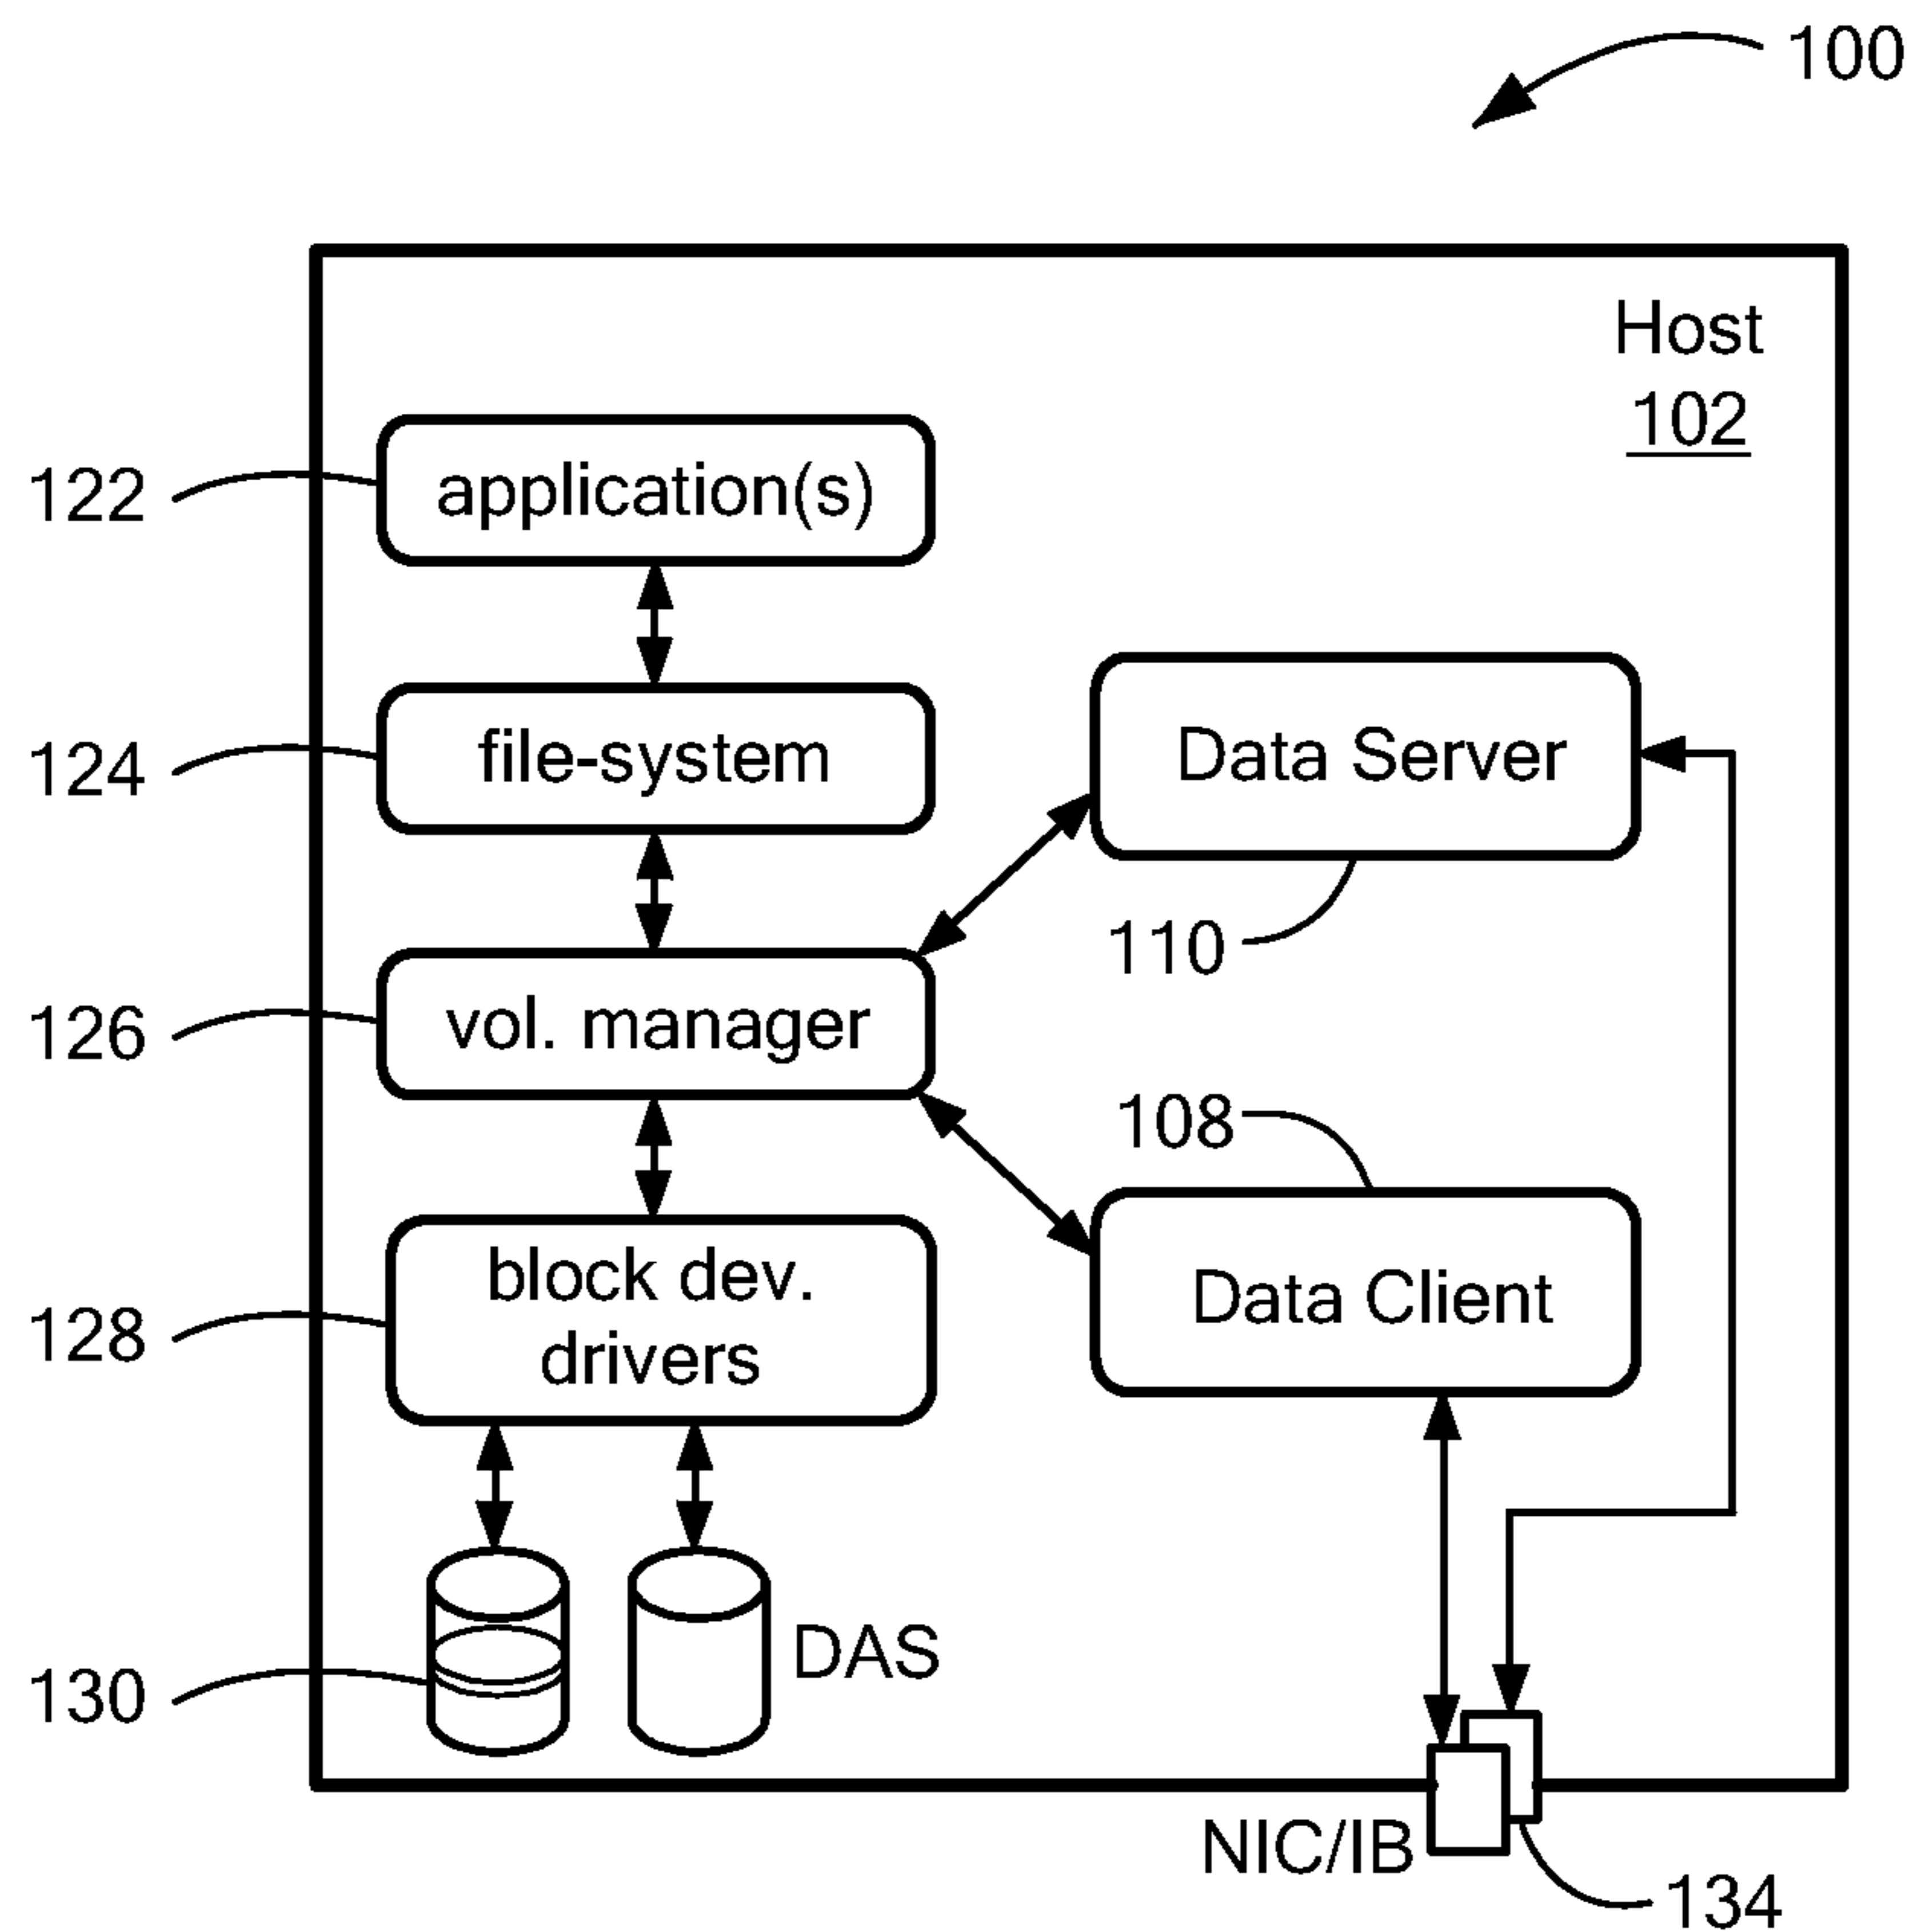 100
Host
102
122
application(s)
124
file-system
Data Server
110
126
vol. manager
108
128
block dev.
drivers
Data Client
130
DAS
NIC/IB
134